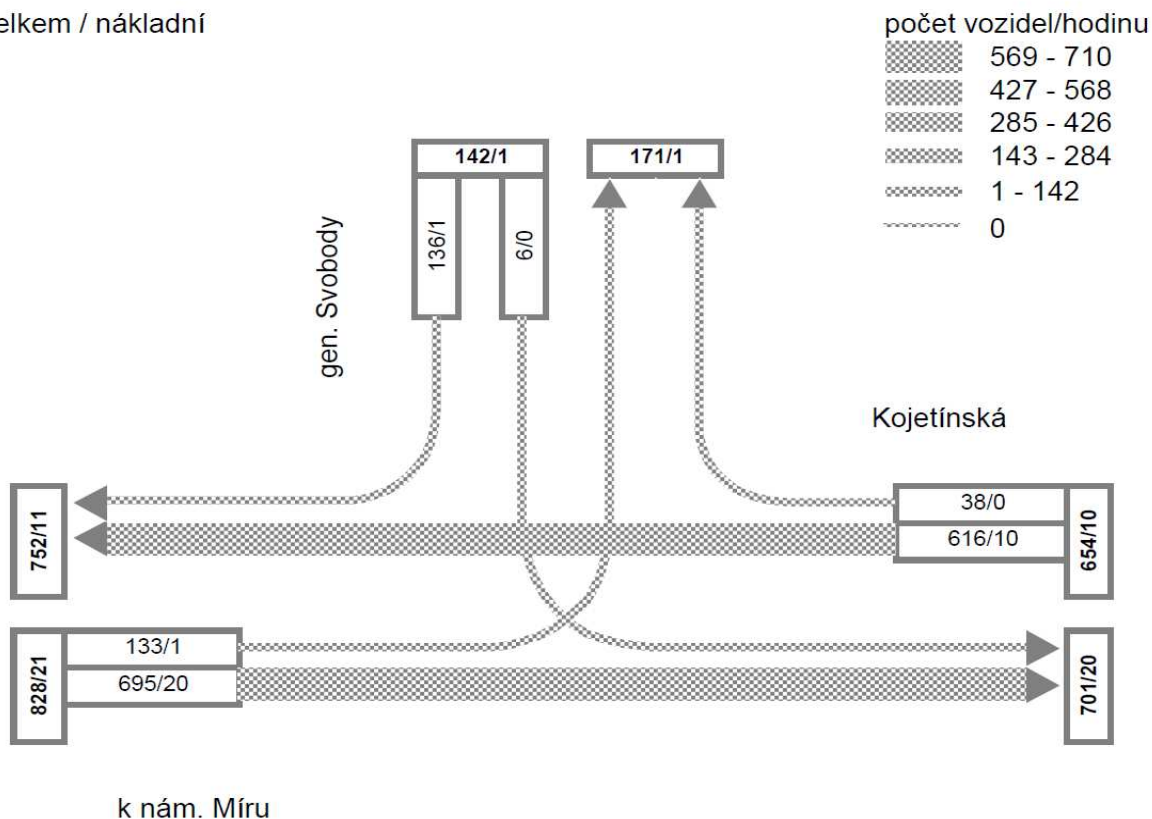 elkem / nákladní
počet vozidel/hodinu
569 - 710
427 - 568
285 - 426
143 - 284
1 - 142
0
142/1
171/1
136/1
6/0
gen. Svobody
Kojetínská
752/11
38/0
616/10
654/10
828/21
133/1
695/20
701/20
k nám. Míru